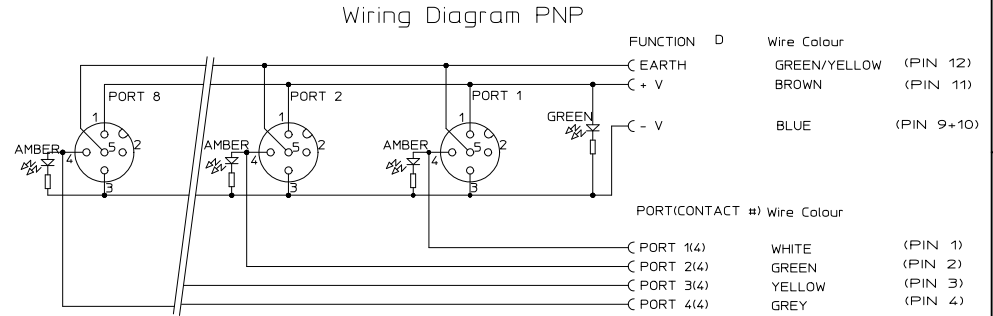 Wiring Diagram PNP
FUNCTION D Wire Colour
EARTH GREEN/YELLOW (PIN 12)
+ V BROWN (PIN 11)
PORT 8 PORT 2 PORT 1
1 1 1 GREEN
- V BLUE (PIN 9+10)
AMBER 4 5 2 AMBER 4 5 2 AMBER 4 5 2
3 3 3
PORT(CONTACT #) Wire Colour
PORT 1(4) WHITE (PIN 1)
PORT 2(4) GREEN (PIN 2)
PORT 3(4) YELLOW (PIN 3)
PORT 4(4) GREY (PIN 4)